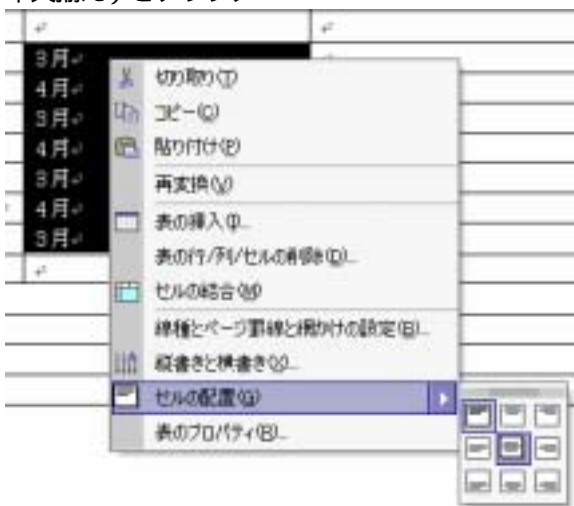 3月
4月
3月
4月
3月
4月
3月
切り取り(T)
コピー(C)
貼り付け(P)
再変換(V)
表の挿入(I)...
表の行/列/セルの削除(D)...
セルの結合(M)
線種とページ罫線と網かけの設定(B)...
縦書きと横書き(X)...
セルの配置(G)
表のプロパティ(R)...